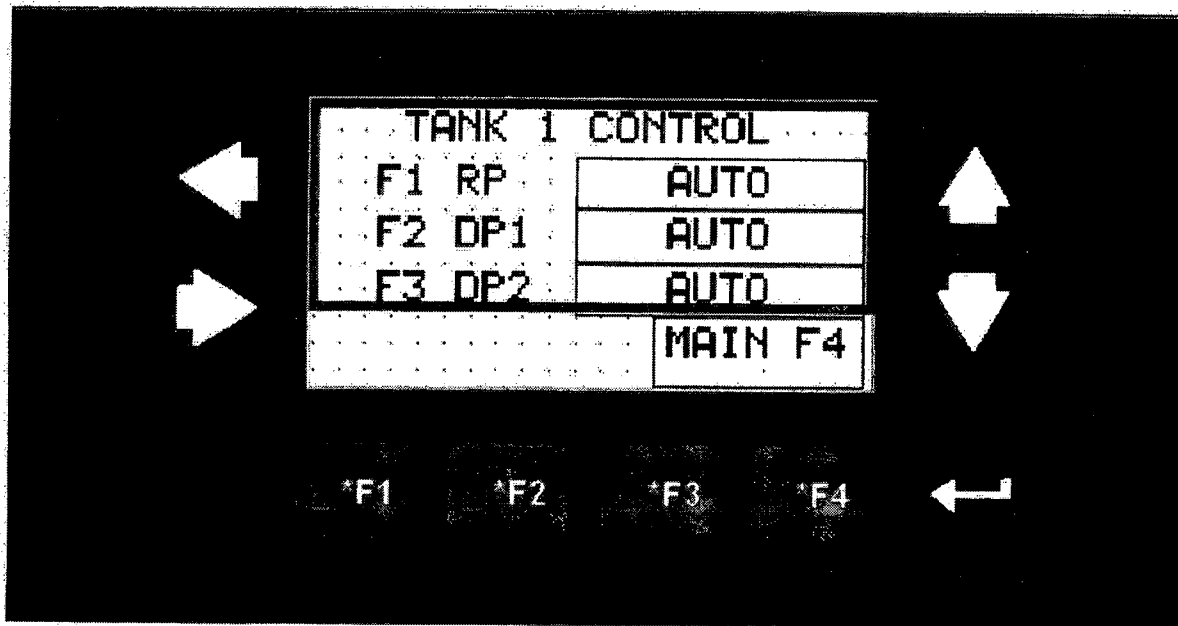 TANK 1 CONTROL
F1 RP AUTO
F2 DP1 AUTO
F3 DP2 AUTO
MAIN F4
*F1 *F2 *F3 *F4